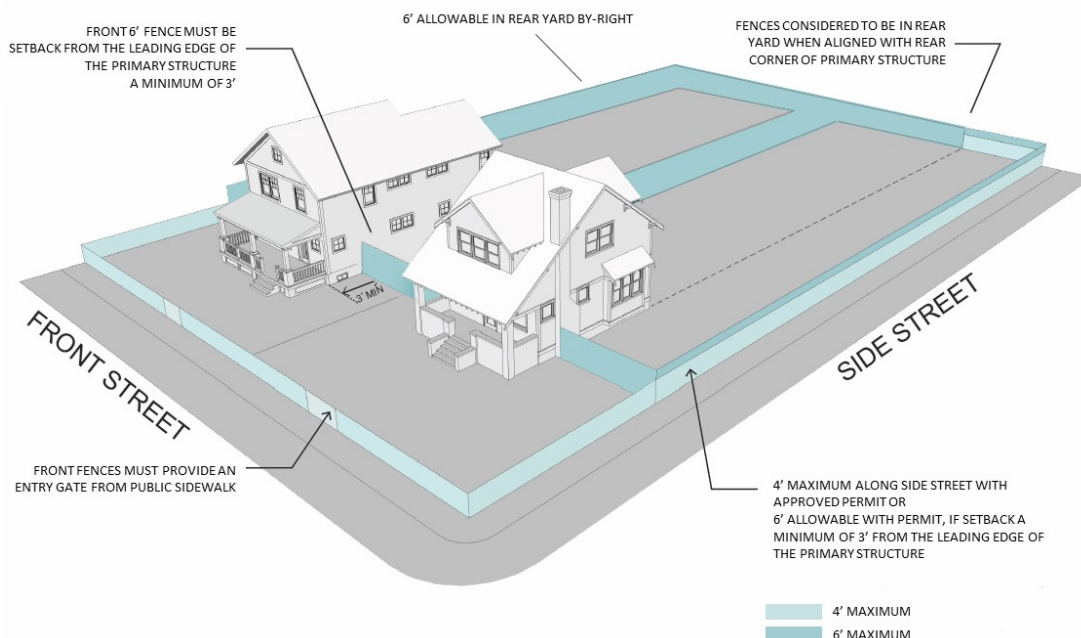 6’ ALLOWABLE IN REAR YARD BY-RIGHT
FRONT 6’ FENCE MUST BE
SETBACK FROM THE LEADING EDGE OF
THE PRIMARY STRUCTURE
A MINIMUM OF 3’
FENCES CONSIDERED TO BE IN REAR
YARD WHEN ALIGNED WITH REAR
CORNER OF PRIMARY STRUCTURE
3’ MIN
FRONT STREET
SIDE STREET
FRONT FENCES MUST PROVIDE AN
ENTRY GATE FROM PUBLIC SIDEWALK
4’ MAXIMUM ALONG SIDE STREET WITH
APPROVED PERMIT OR
6’ ALLOWABLE WITH PERMIT, IF SETBACK A
MINIMUM OF 3’ FROM THE LEADING EDGE OF
THE PRIMARY STRUCTURE
4’ MAXIMUM
6’ MAXIMUM